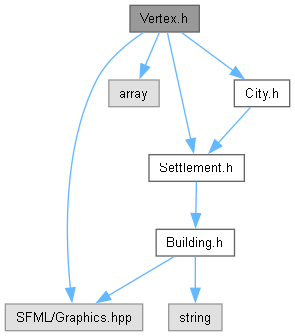 Vertex.h
array
City.h
Settlement.h
Building.h
SFML/Graphics.hpp
string